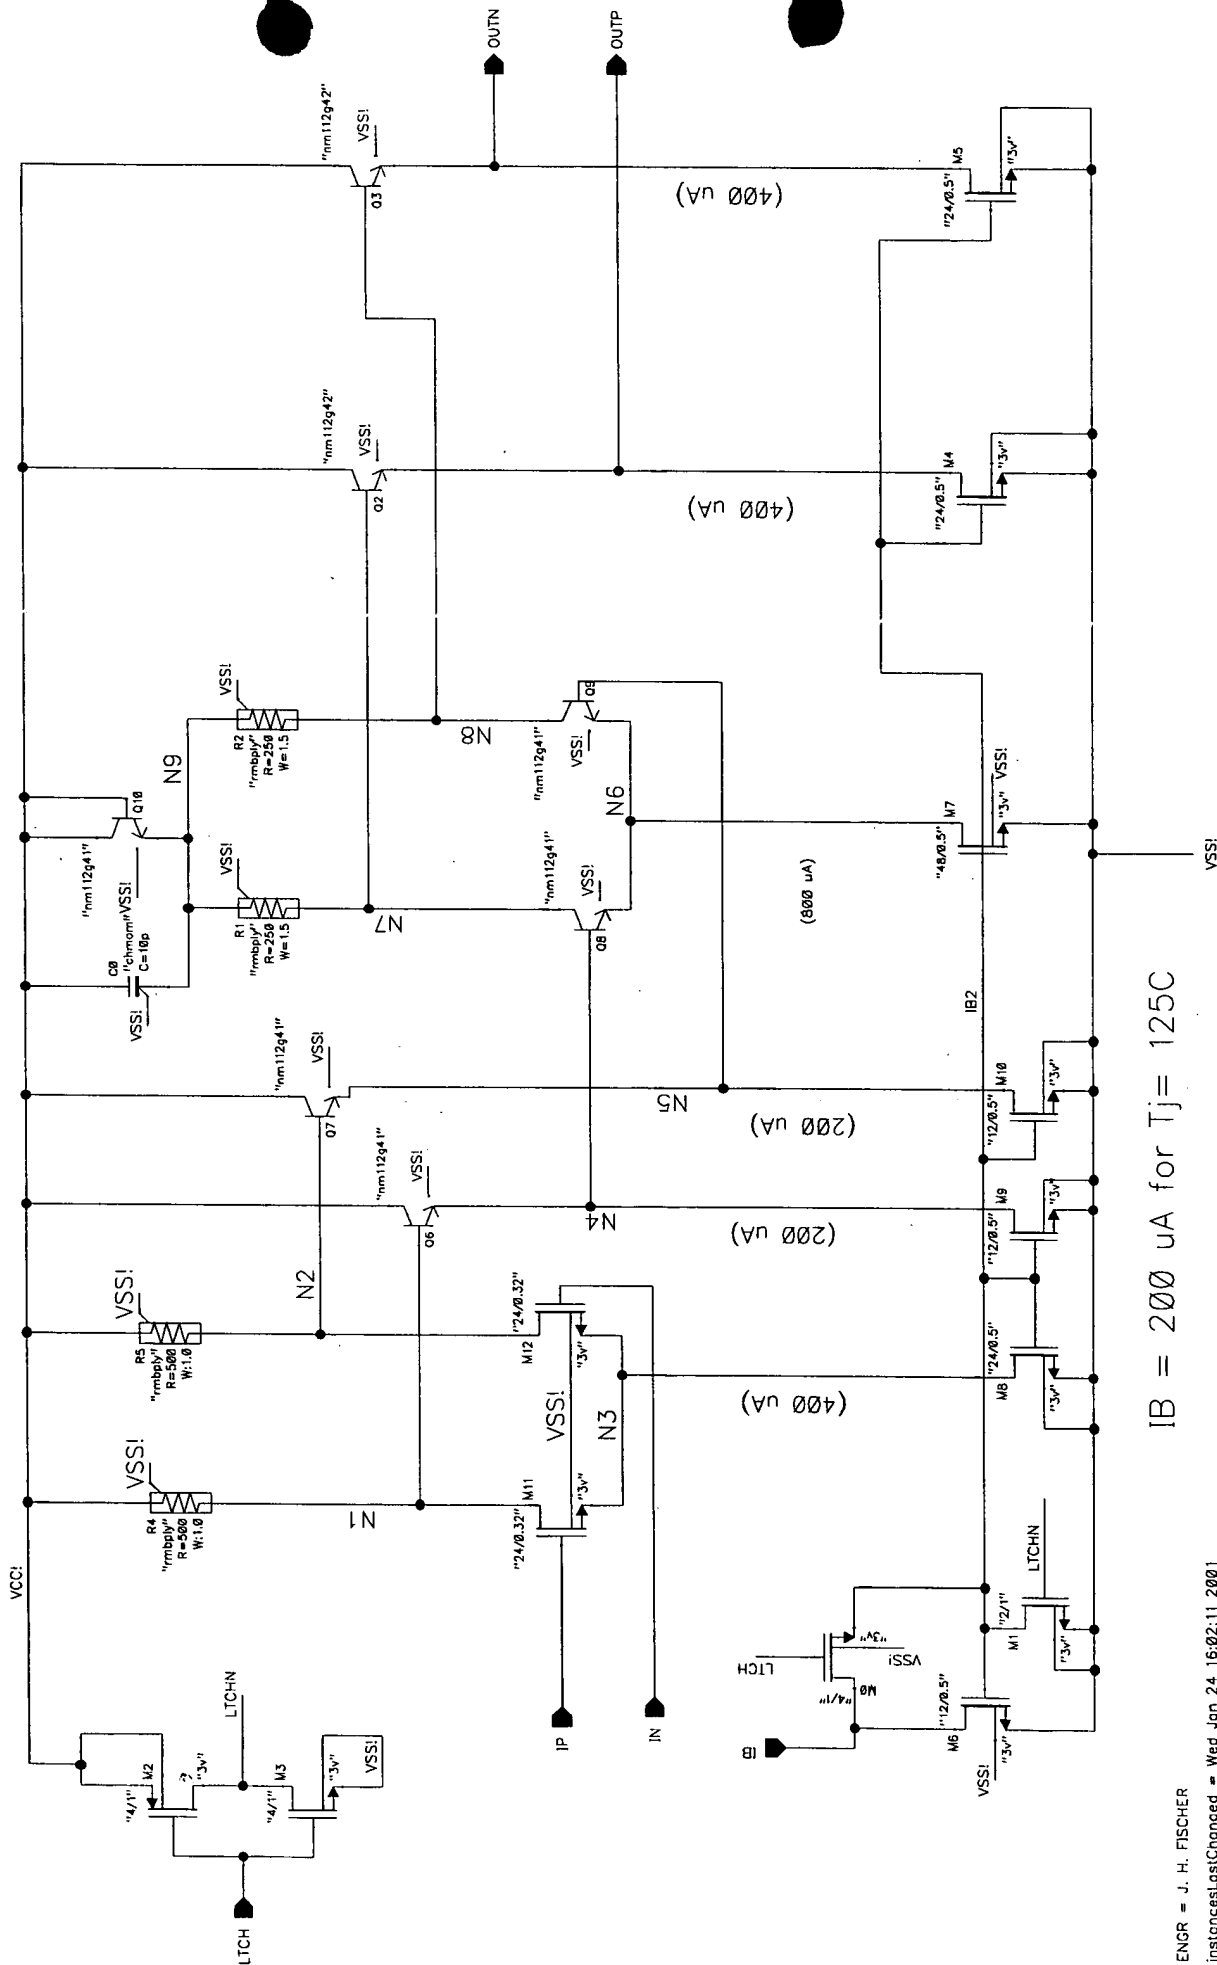 VCC!
OUTN
OUTP
"nm112g42"
VSS!
Q3
(400 uA)
M5
"24/0.5"
"3v"
"nm112g42"
VSS!
Q2
(400 uA)
M4
"24/0.5"
"3v"
VSS!
R2
"rmbply"
R=250
W=1.5
N9
N8
Q9
"nm112g41"
VSS!
N6
Q10
"nm112g41"
VSS!
VSS!
R1
"rmbply"
R=250
W=1.5
N7
"nm112g41"
VSS!
Q8
(800 uA)
M7
"48/0.5"
"3v"
VSS!
VSS!
C0
"chmom"
C=10p
VSS!
IB2
"nm112g41"
VSS!
Q7
N5
(200 uA)
M10
"12/0.5"
"3v"
"nm112g41"
VSS!
Q6
N4
(200 uA)
M9
"12/0.5"
"3v"
VSS!
R5
"rmbply"
R=500
W:1.0
N2
"24/0.32"
M12
"3v"
VSS!
N3
(400 uA)
"24/0.5"
M8
"3v"
VSS!
R4
"rmbply"
R=500
W:1.0
N1
M11
"24/0.32"
"3v"
LTCHN
M2
"4/1"
"3v"
M3
"4/1"
"3v"
VSS!
LTCH
IP
IN
IB
LTCH
"3v"
VSS!
M0
"4/1"
M6
"12/0.5"
"3v"
VSS!
M1
"2/1"
"3v"
LTCHN
IB = 200 uA for Tj= 125C
ENGR = J. H. FISCHER
instancesLastChanged = Wed Jan 24 16:02:11 2001